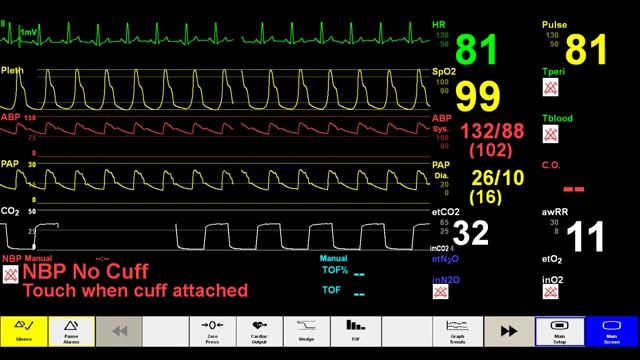 II
1mV
HR
130
50
81
Pulse
130
50
81
Pleth
SpO2
100
90
99
Tperi
ABP 150
75
0
ABP
Sys.
160
90
132/88
(102)
Tblood
PAP 30
15
0
PAP
Dia.
20
0
26/10
(16)
C.O.
--
CO2 50
25
0
etCO2
65
25
imCO2 4
32
awRR
30
8
11
NBP Manual --:--
NBP No Cuff
Touch when cuff attached
Manual
TOF% --
TOF --
etN2O
inN2O
etO2
inO2
Silence
Pause Alarms
Zero Press
Cardiac Output
Wedge
TOF
Graph Trends
Main Setup
Main Screen